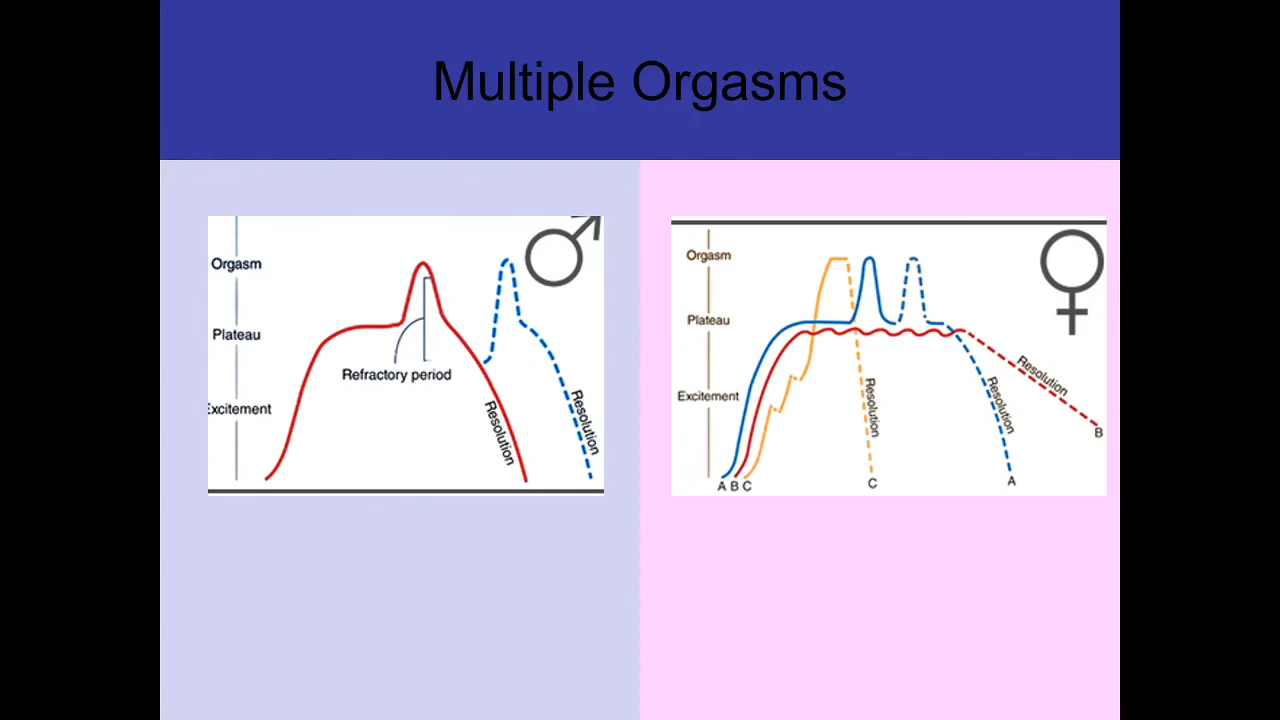 Multiple Orgasms
Orgasm
Plateau
Refractory period
Excitement
Resolution
Resolution
Orgasm
Plateau
Excitement
Resolution
Resolution
Resolution
A B C
C
A
B